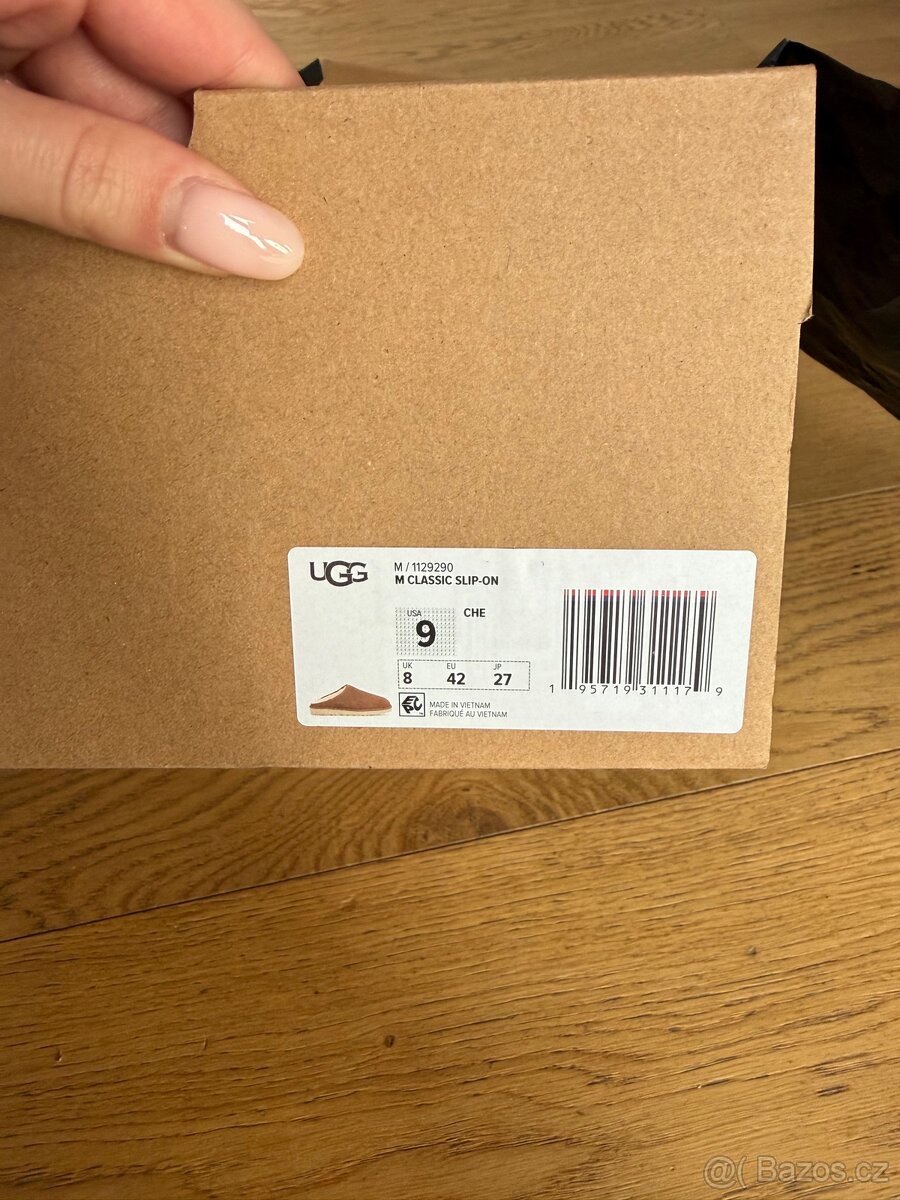 UGG
M / 1129290
M CLASSIC SLIP-ON
USA
9
CHE
UK EU JP
8 42 27
MADE IN VIETNAM
FABRIQUÉ AU VIETNAM
1 95719 31117 9
@( Bazos.cz